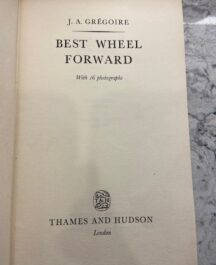 J. A. GRÉGOIRE
BEST WHEEL
FORWARD
With 16 photographs
THAMES AND HUDSON
London